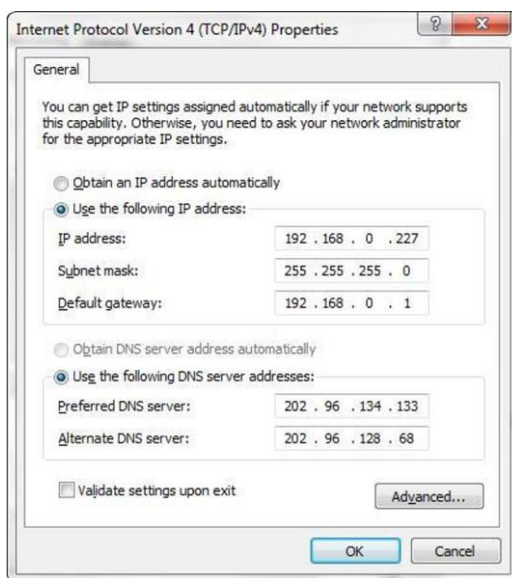 Internet Protocol Version 4 (TCP/IPv4) Properties
?
X
General
You can get IP settings assigned automatically if your network supports
this capability. Otherwise, you need to ask your network administrator
for the appropriate IP settings.
Obtain an IP address automatically
Use the following IP address:
IP address: 192 . 168 . 0 . 227
Subnet mask: 255 . 255 . 255 . 0
Default gateway: 192 . 168 . 0 . 1
Obtain DNS server address automatically
Use the following DNS server addresses:
Preferred DNS server: 202 . 96 . 134 . 133
Alternate DNS server: 202 . 96 . 128 . 68
Validate settings upon exit
Advanced...
OK Cancel